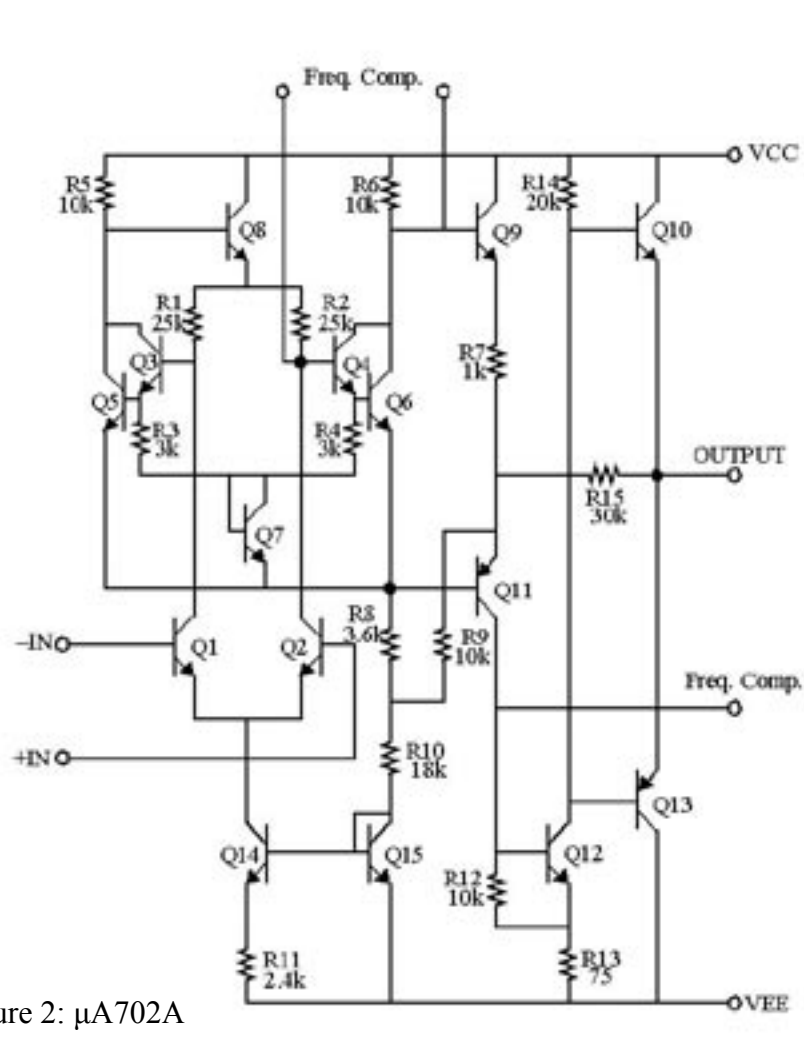 Freq. Comp.
VCC
R5
10k
R6
10k
R14
20k
Q8
Q9
Q10
R1
25k
R2
25k
Q3
Q4
R7
1k
Q5
Q6
R3
3k
R4
3k
OUTPUT
R15
30k
Q7
Q11
R8
3.6k
R9
10k
–IN
Q1
Q2
Freq. Comp.
+IN
R10
18k
Q13
Q14
Q15
Q12
R12
10k
R11
2.4k
R13
75
VEE
ure 2: µA702A